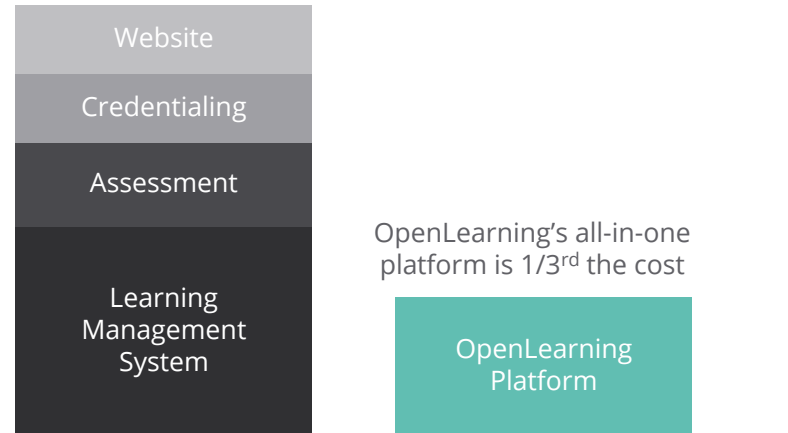 Website
Credentialing
Assessment
Learning
Management
System
OpenLearning’s all-in-one
platform is 1/3rd the cost
OpenLearning
Platform